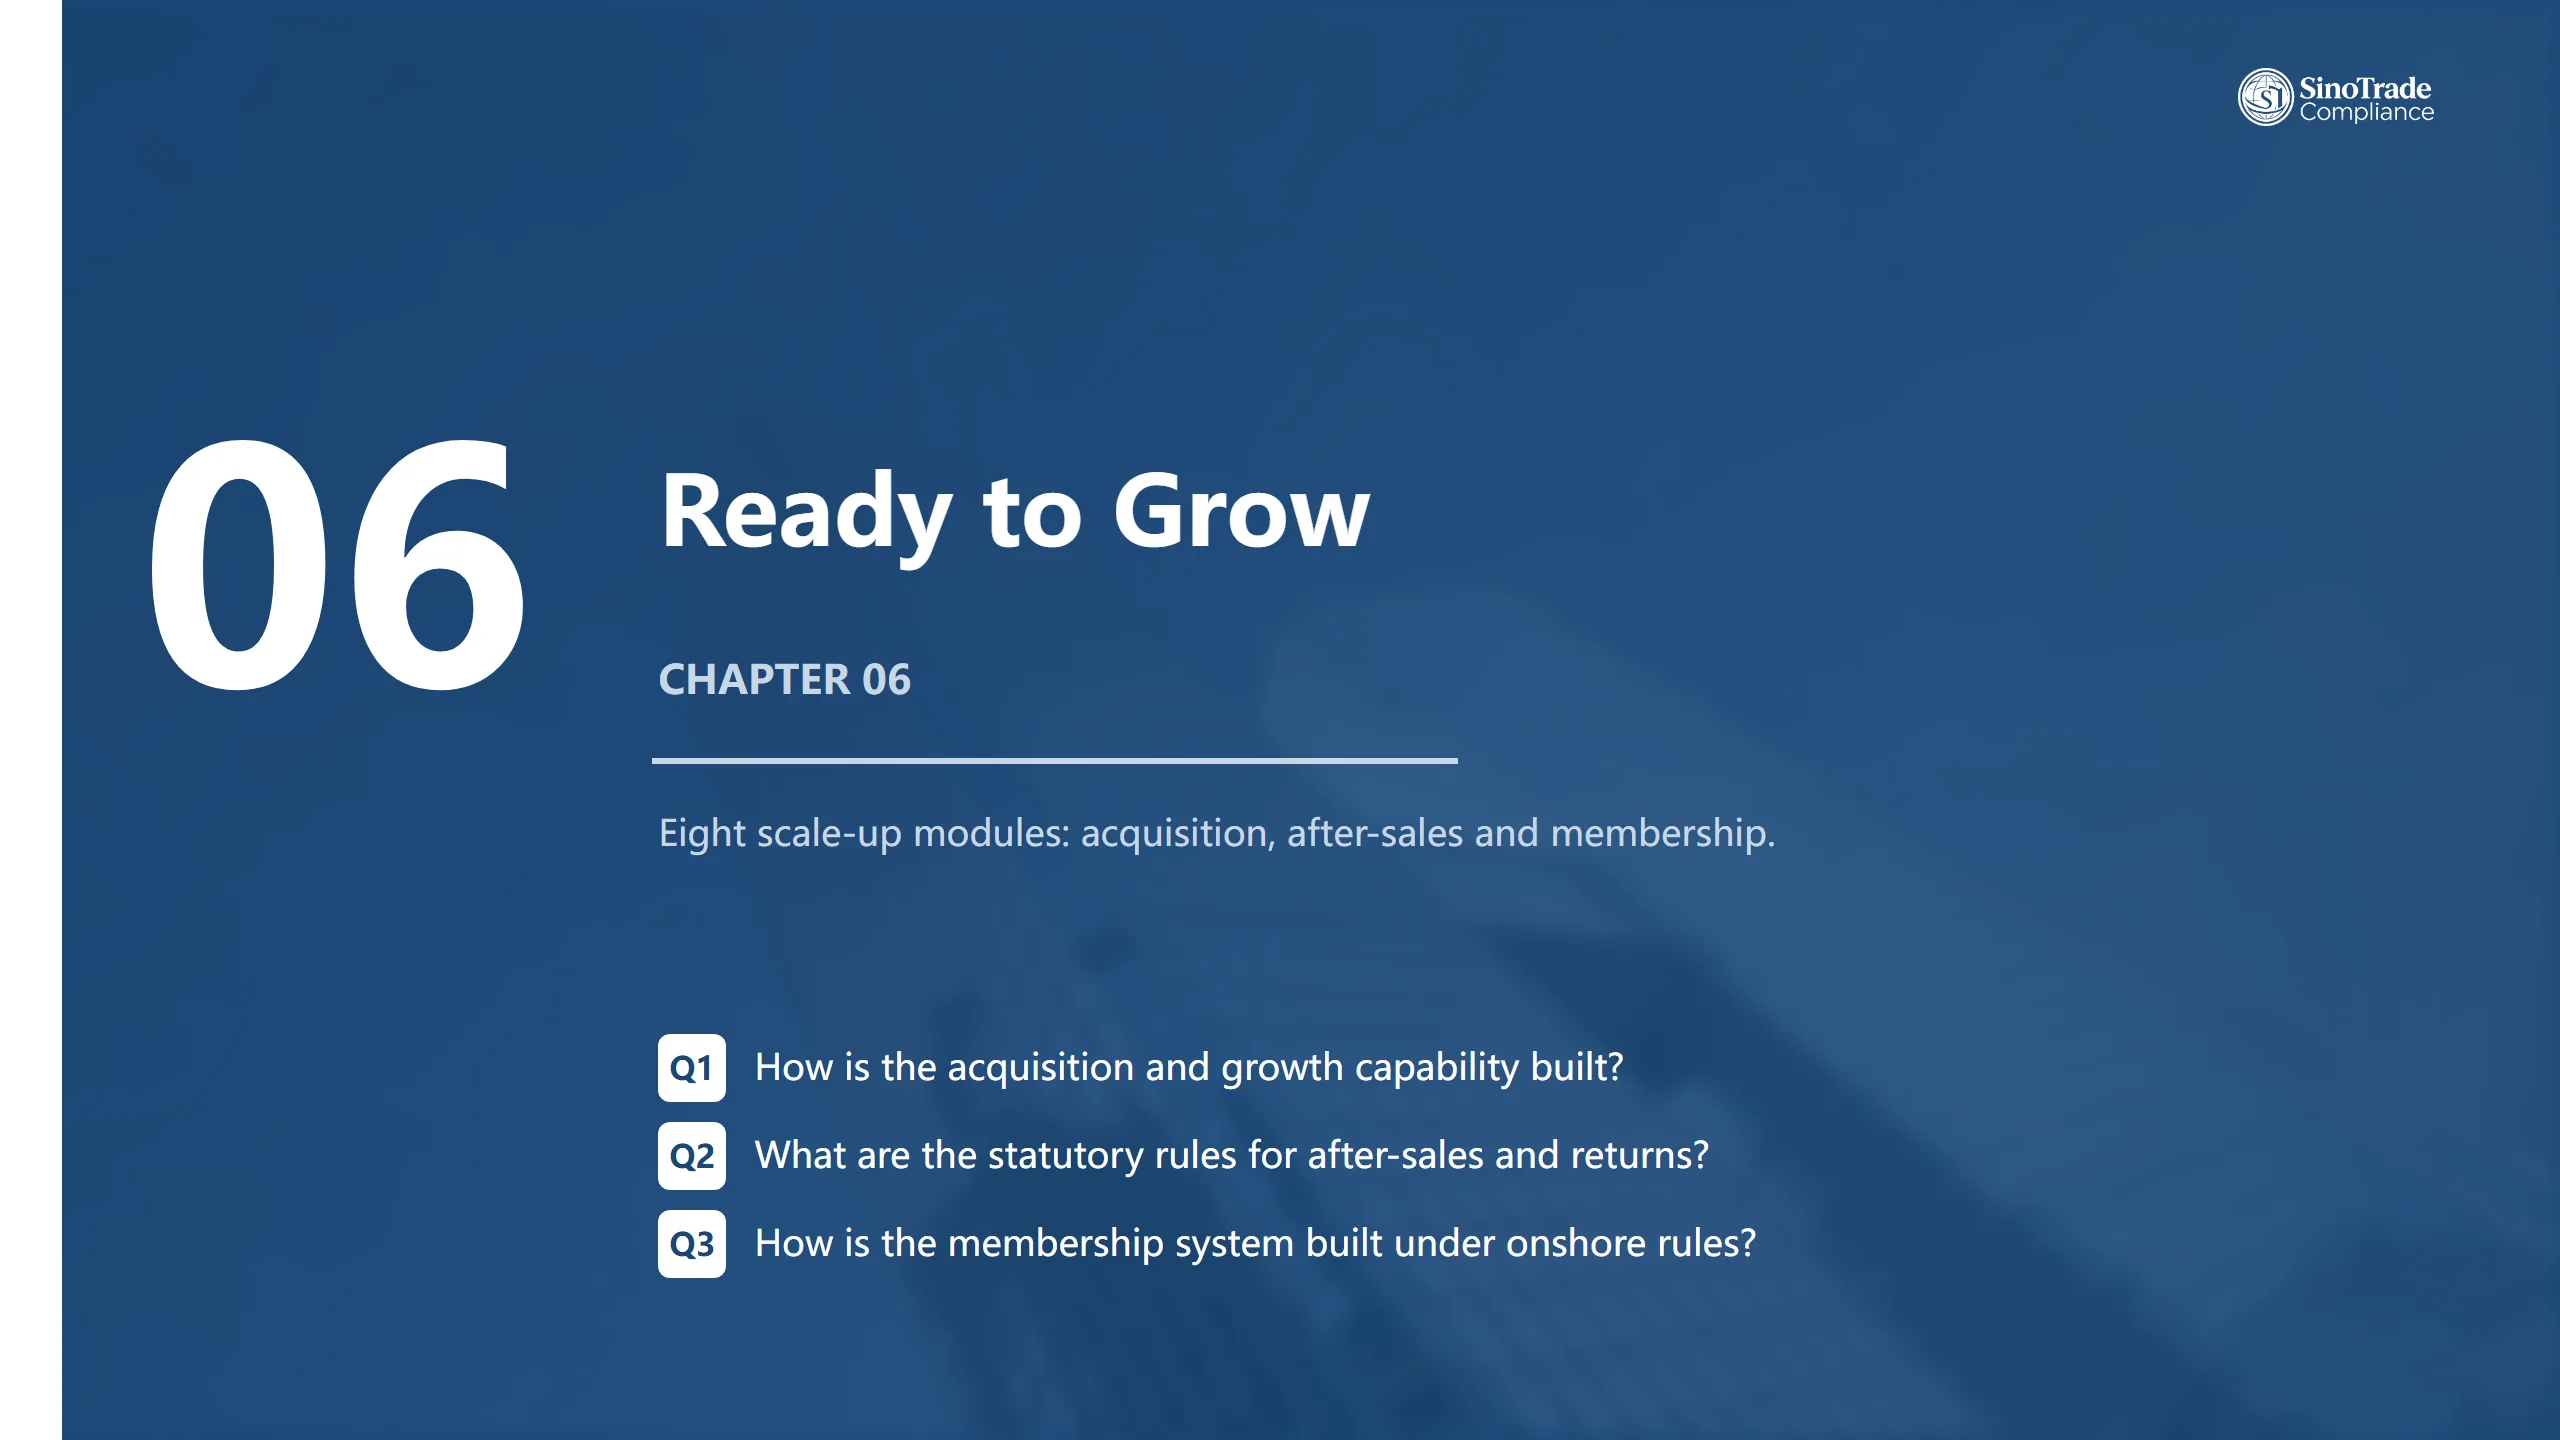 SinoTrade
Compliance
06
Ready to Grow
CHAPTER 06
Eight scale-up modules: acquisition, after-sales and membership.
Q1 How is the acquisition and growth capability built?
Q2 What are the statutory rules for after-sales and returns?
Q3 How is the membership system built under onshore rules?